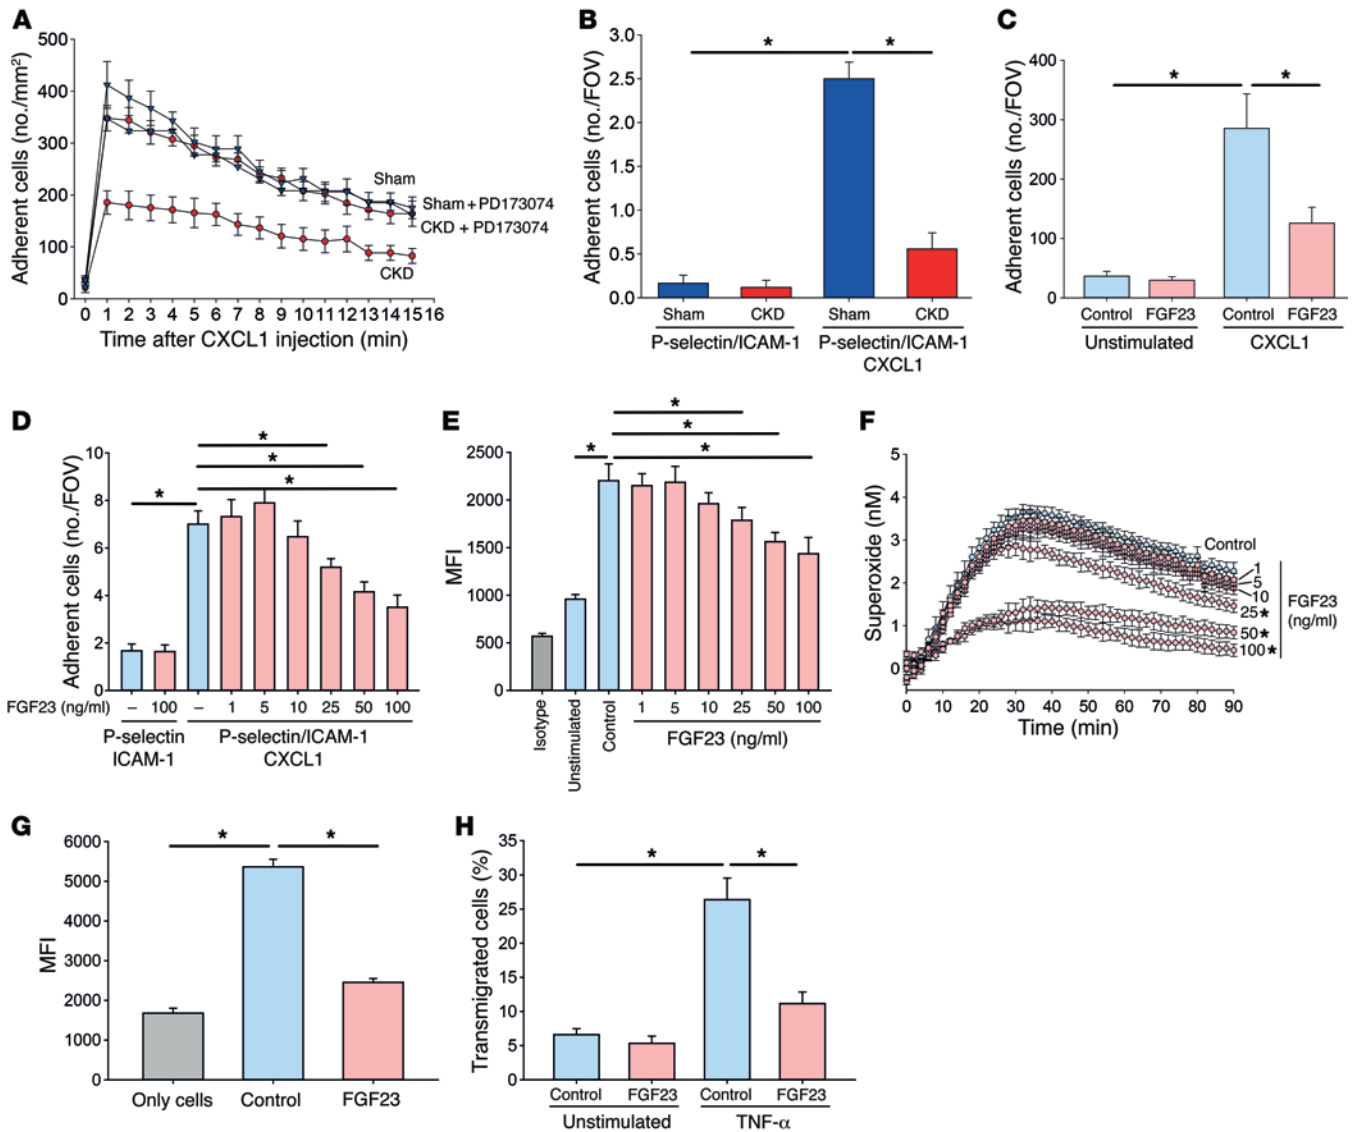 A
Adherent cells (no./mm²)
500
400
300
200
100
0
Sham
Sham + PD173074
CKD + PD173074
CKD
0 1 2 3 4 5 6 7 8 9 10 11 12 13 14 15 16
Time after CXCL1 injection (min)
B
Adherent cells (no./FOV)
3.0
2.5
2.0
1.5
1.0
0.5
0.0
* *
Sham CKD Sham CKD
P-selectin/ICAM-1 P-selectin/ICAM-1
CXCL1
C
Adherent cells (no./FOV)
400
300
200
100
0
* *
Control FGF23 Control FGF23
Unstimulated CXCL1
D
Adherent cells (no./FOV)
10
8
6
4
2
0
*
*
*
*
FGF23 (ng/ml) – 100 – 1 5 10 25 50 100
P-selectin P-selectin/ICAM-1
ICAM-1 CXCL1
E
MFI
2500
2000
1500
1000
500
0
*
*
* *
Isotype
Unstimulated
Control
1 5 10 25 50 100
FGF23 (ng/ml)
F
Superoxide (nM)
5
4
3
2
1
0
Control
1
5
10
25*
50*
100*
FGF23
(ng/ml)
0 10 20 30 40 50 60 70 80 90
Time (min)
G
MFI
6000
5000
4000
3000
2000
1000
0
* *
Only cells Control FGF23
H
Transmigrated cells (%)
35
30
25
20
15
10
5
0
* *
Control FGF23 Control FGF23
Unstimulated TNF-α